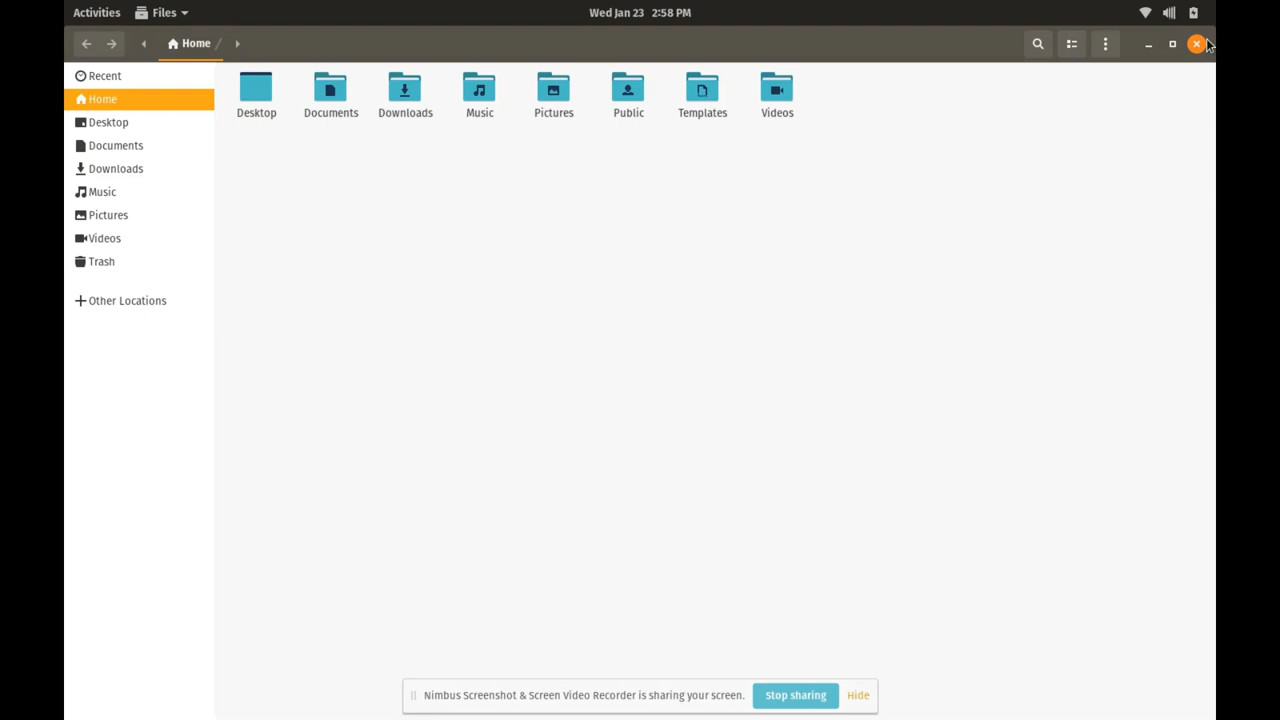 Activities Files Wed Jan 23 2:58 PM
Home /
Recent
Home
Desktop
Documents
Downloads
Music
Pictures
Videos
Trash
Other Locations
Desktop Documents Downloads Music Pictures Public Templates Videos
Nimbus Screenshot & Screen Video Recorder is sharing your screen. Stop sharing Hide